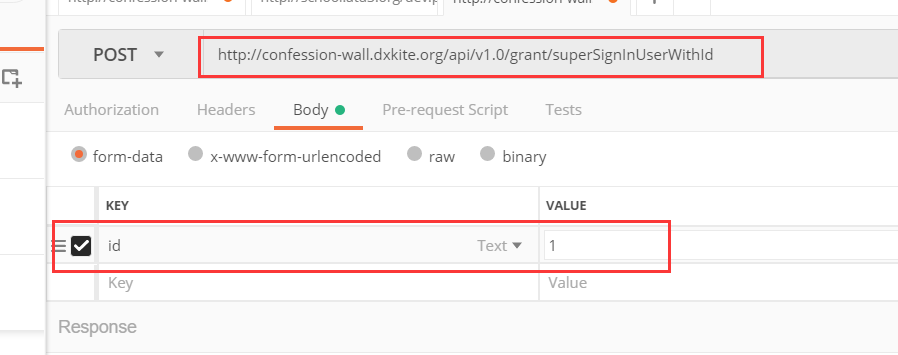 POST http://confession-wall.dxkite.org/api/v1.0/grant/superSignInUserWithId
Authorization Headers Body Pre-request Script Tests
form-data x-www-form-urlencoded raw binary
KEY VALUE
id Text 1
Key Value
Response